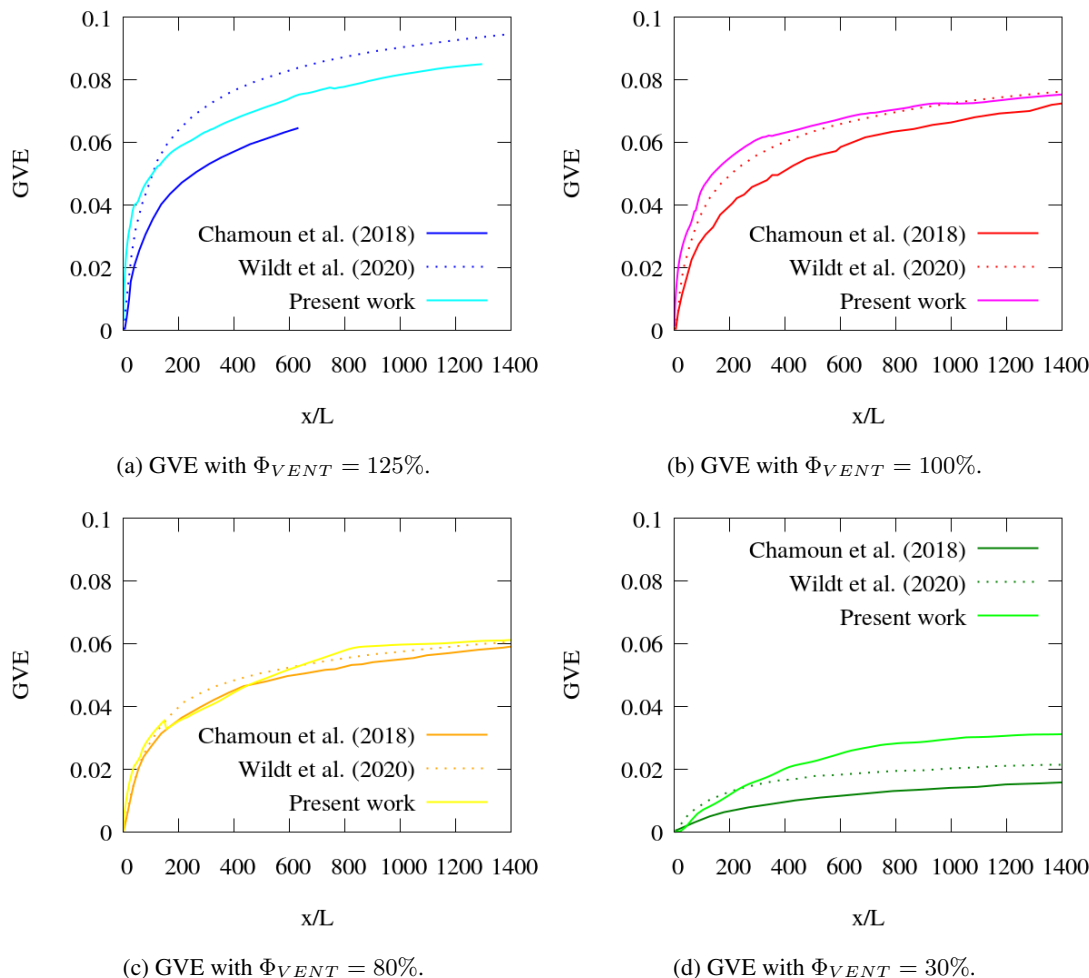 0.1
0.08
0.06
0.04
0.02
0
GVE
Chamoun et al. (2018)
Wildt et al. (2020)
Present work
0 200 400 600 800 1000 1200 1400
x/L
(a) GVE with Φ_VENT = 125%.
0.1
0.08
0.06
0.04
0.02
0
GVE
Chamoun et al. (2018)
Wildt et al. (2020)
Present work
0 200 400 600 800 1000 1200 1400
x/L
(b) GVE with Φ_VENT = 100%.
0.1
0.08
0.06
0.04
0.02
0
GVE
Chamoun et al. (2018)
Wildt et al. (2020)
Present work
0 200 400 600 800 1000 1200 1400
x/L
(c) GVE with Φ_VENT = 80%.
0.1
0.08
0.06
0.04
0.02
0
GVE
Chamoun et al. (2018)
Wildt et al. (2020)
Present work
0 200 400 600 800 1000 1200 1400
x/L
(d) GVE with Φ_VENT = 30%.